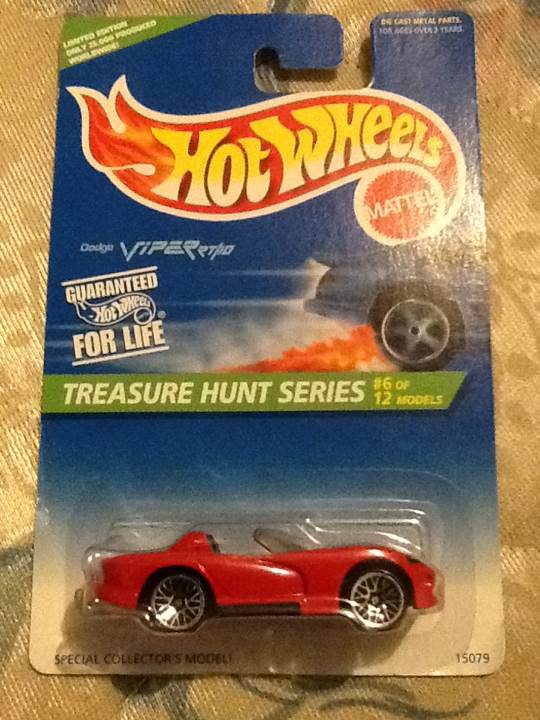 LIMITED EDITION
ONLY 25,000 PRODUCED
WORLDWIDE!
DIE CAST METAL PARTS.
FOR AGES OVER 3 YEARS.
HOT WHEELS
MATTEL
Dodge VIPER RT/10
GUARANTEED
HOT WHEELS ®
FOR LIFE
TREASURE HUNT SERIES #6 OF
12 MODELS
SPECIAL COLLECTOR'S MODEL!
15079